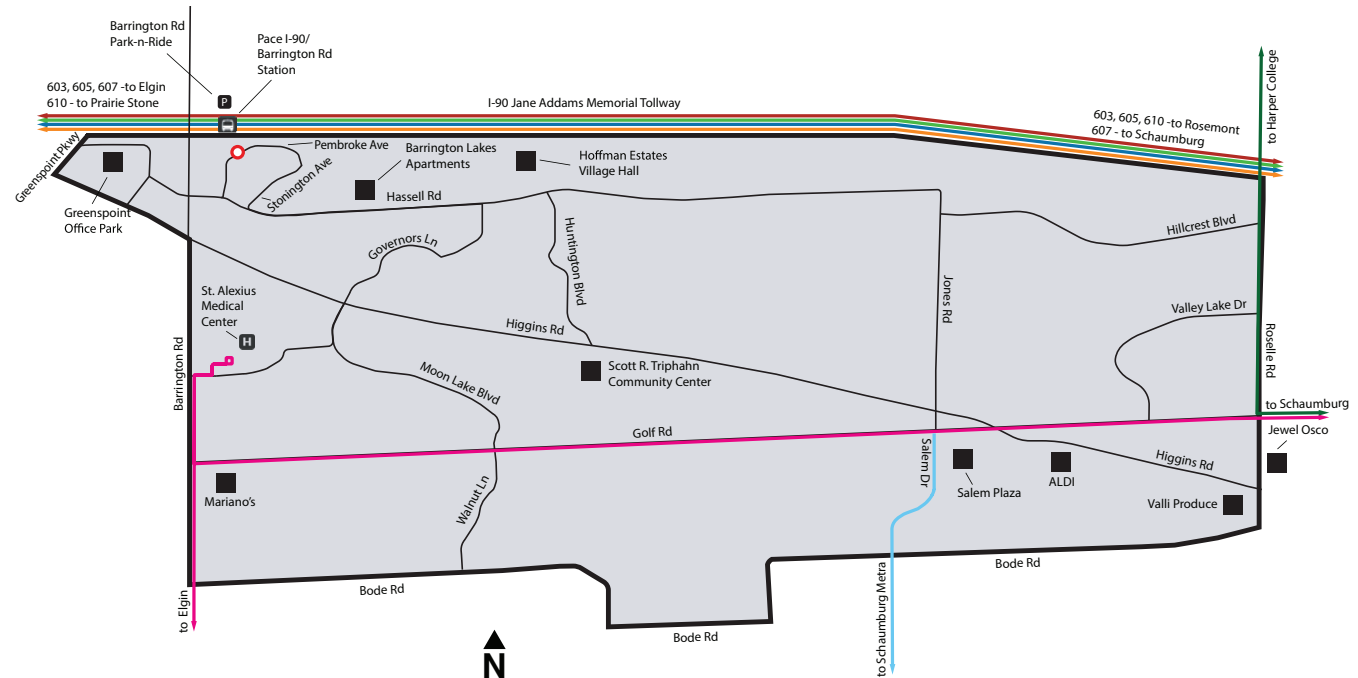 Barrington Rd
Park-n-Ride
Pace I-90/
Barrington Rd
Station
P
603, 605, 607 -to Elgin
610 - to Prairie Stone
I-90 Jane Addams Memorial Tollway
603, 605, 610 -to Rosemont
607 - to Schaumburg
to Harper College
Greenspoint Pkwy
Pembroke Ave
Stonington Ave
Barrington Lakes
Apartments
Hoffman Estates
Village Hall
Hassell Rd
Greenspoint
Office Park
Governors Ln
Huntington Blvd
Hillcrest Blvd
St. Alexius
Medical
Center
H
Jones Rd
Valley Lake Dr
Higgins Rd
Barrington Rd
Roselle Rd
Moon Lake Blvd
Scott R. Triphahn
Community Center
to Schaumburg
Golf Rd
Jewel Osco
Salem Dr
Higgins Rd
Mariano's
Walnut Ln
Salem Plaza
ALDI
Valli Produce
Bode Rd
Bode Rd
to Elgin
Bode Rd
to Schaumburg Metra
N